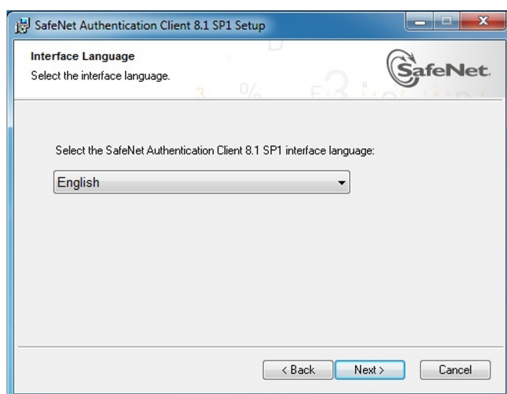 SafeNet Authentication Client 8.1 SP1 Setup
Interface Language
Select the interface language.
SafeNet.
Select the SafeNet Authentication Client 8.1 SP1 interface language:
English
< Back
Next >
Cancel